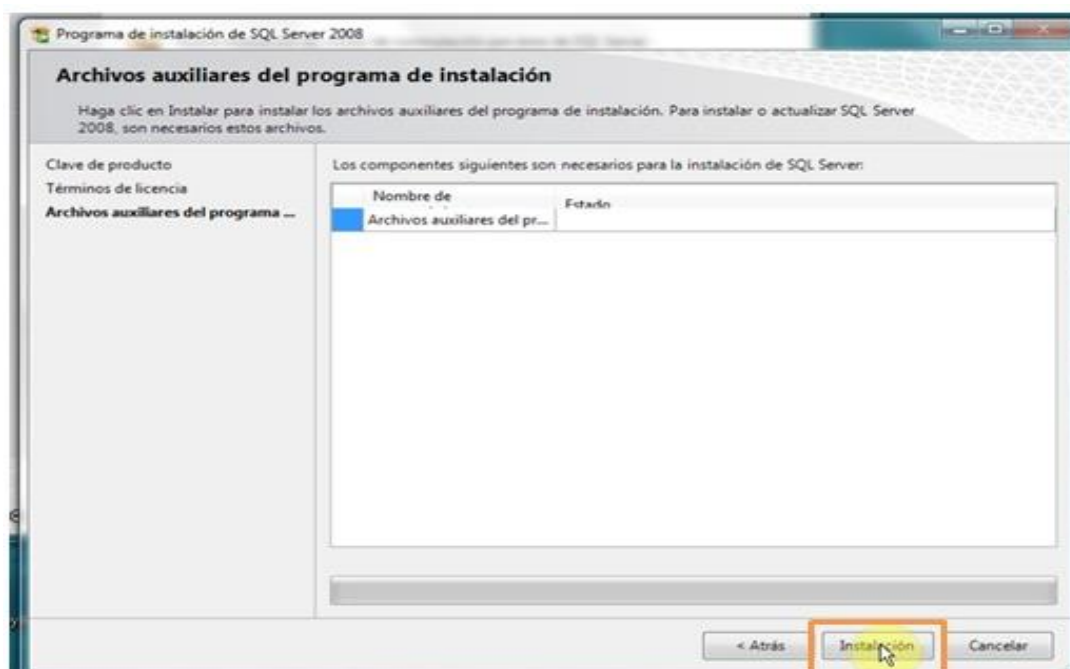 Programa de instalación de SQL Server 2008
Archivos auxiliares del programa de instalación
Haga clic en Instalar para instalar los archivos auxiliares del programa de instalación. Para instalar o actualizar SQL Server
2008, son necesarios estos archivos.
Clave de producto
Términos de licencia
Archivos auxiliares del programa ...
Los componentes siguientes son necesarios para la instalación de SQL Server:
Nombre de
Estado
Archivos auxiliares del pr...
< Atrás
Instalación
Cancelar